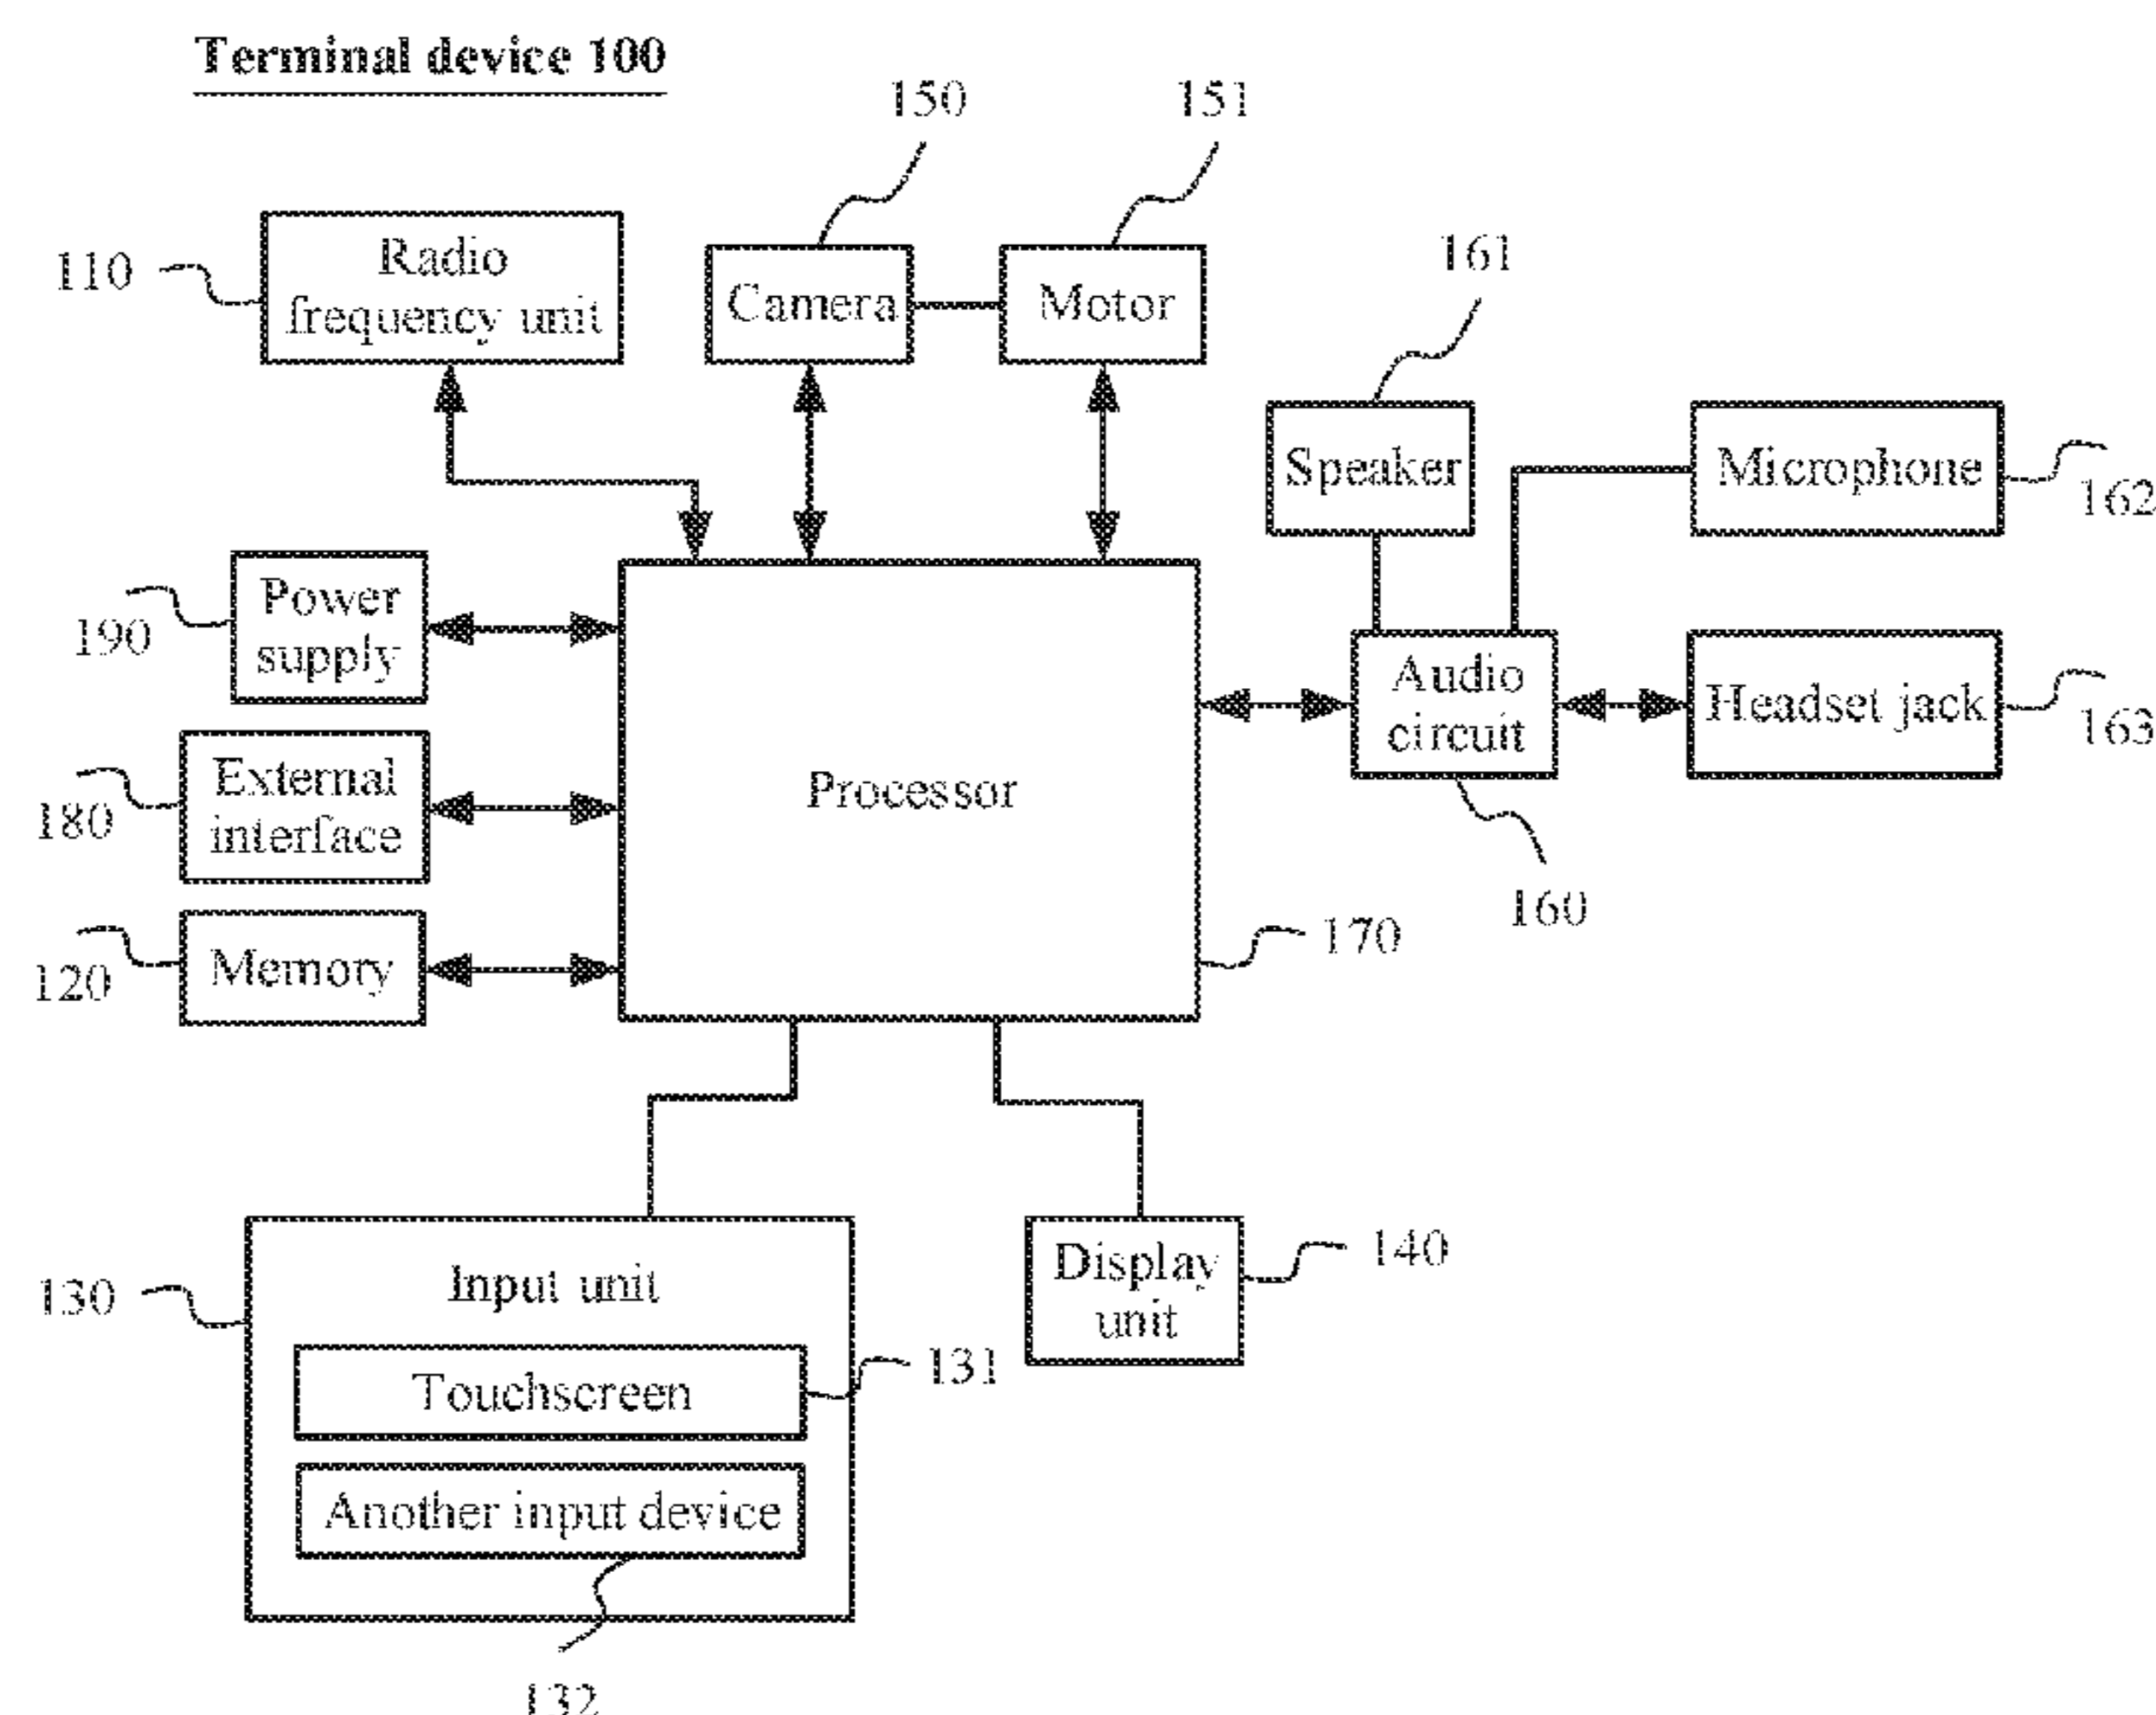 Terminal device 100
150
151
110
Radio
frequency unit
Camera
Motor
161
Speaker
Microphone
162
190
Power
supply
Audio
circuit
Headset jack
163
180
External
interface
Processor
160
170
120
Memory
130
Input unit
Display
unit
140
Touchscreen
131
Another input device
132